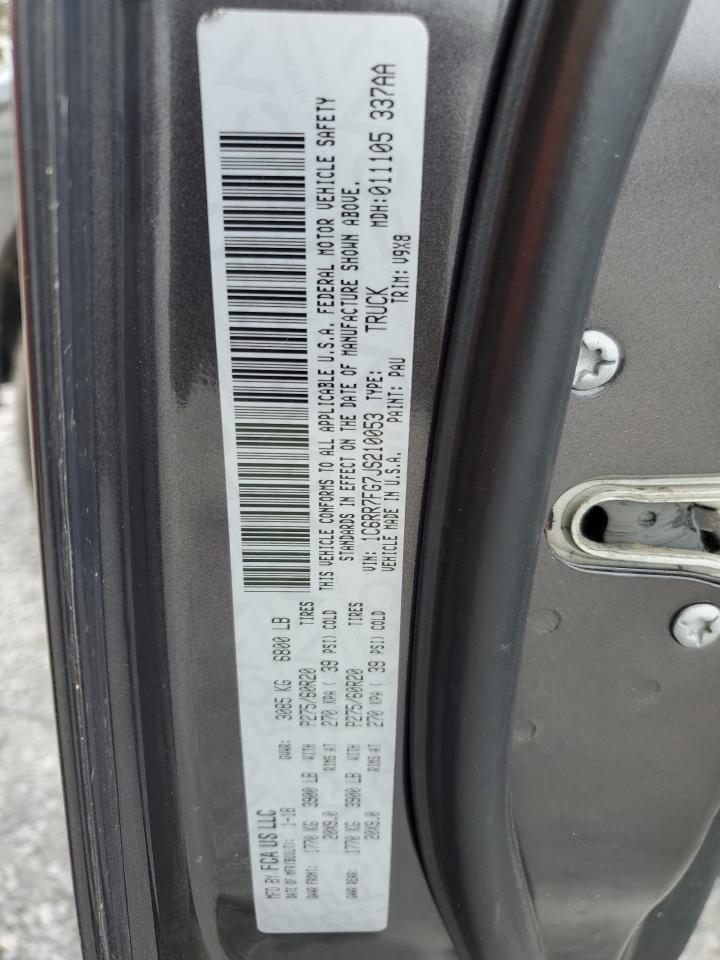 MFD BY FCA US LLC
DATE OF MFR(BUILT): 1-18 GVWR: 3085 KG 6800 LB
GAWR FRONT: 1770 KG 3900 LB WITH P275/60R20 TIRES
20X9.0 RIMS AT 270 KPA ( 39 PSI) COLD
GAWR REAR: 1770 KG 3900 LB WITH P275/60R20 TIRES
20X9.0 RIMS AT 270 KPA ( 39 PSI) COLD
THIS VEHICLE CONFORMS TO ALL APPLICABLE U.S.A. FEDERAL MOTOR VEHICLE SAFETY
STANDARDS IN EFFECT ON THE DATE OF MANUFACTURE SHOWN ABOVE.
VIN: 1C6RR7FG7JS210053 TYPE: TRUCK MDH:011105 337AA
VEHICLE MADE IN U.S.A. PAINT: PAU TRIM: V9X8